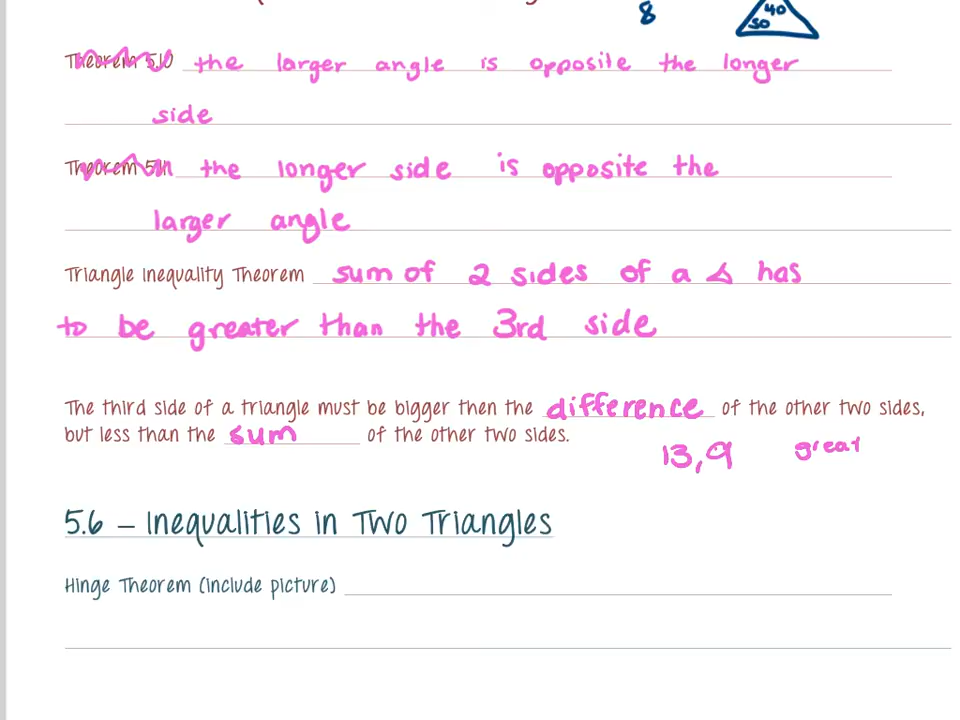 8
40
50
Theorem 5.10 the larger angle is opposite the longer
side
Theorem 5.11 the longer side is opposite the
larger angle
Triangle Inequality Theorem sum of 2 sides of a △ has
to be greater than the 3rd side
The third side of a triangle must be bigger then the difference of the other two sides,
but less than the sum of the other two sides.
13,9 great
5.6 – Inequalities in Two Triangles
Hinge Theorem (include picture)